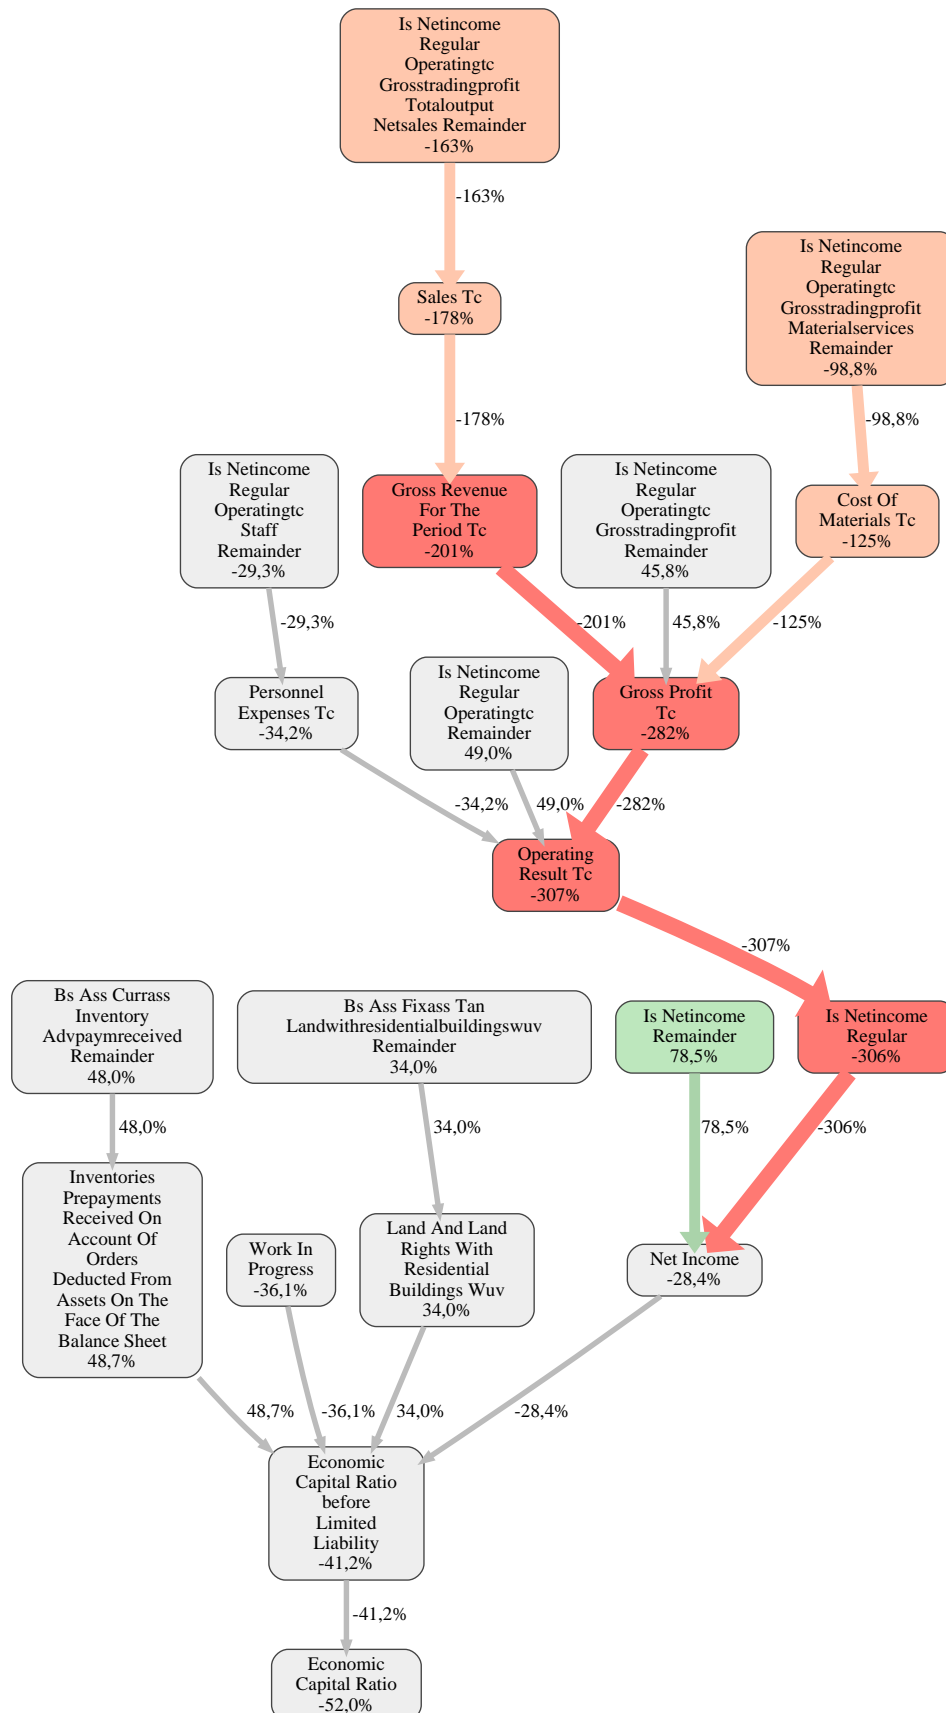 Is Netincome
Regular
Operatingtc
Grosstradingprofit
Totaloutput
Netsales Remainder
-163%
-163%
Is Netincome
Regular
Operatingtc
Grosstradingprofit
Materialservices
Remainder
-98,8%
Sales Tc
-178%
-178%
-98,8%
Is Netincome
Regular
Operatingtc
Staff
Remainder
-29,3%
Gross Revenue
For The
Period Tc
-201%
Is Netincome
Regular
Operatingtc
Grosstradingprofit
Remainder
45,8%
Cost Of
Materials Tc
-125%
-29,3%
-201%
45,8%
-125%
Personnel
Expenses Tc
-34,2%
Is Netincome
Regular
Operatingtc
Remainder
49,0%
Gross Profit
Tc
-282%
-34,2%
49,0%
-282%
Operating
Result Tc
-307%
-307%
Bs Ass Currass
Inventory
Advpaymreceived
Remainder
48,0%
Bs Ass Fixass Tan
Landwithresidentialbuildingswuv
Remainder
34,0%
Is Netincome
Remainder
78,5%
Is Netincome
Regular
-306%
48,0%
34,0%
78,5%
-306%
Inventories
Prepayments
Received On
Account Of
Orders
Deducted From
Assets On The
Face Of The
Balance Sheet
48,7%
Work In
Progress
-36,1%
Land And Land
Rights With
Residential
Buildings Wuv
34,0%
Net Income
-28,4%
48,7%
-36,1%
34,0%
-28,4%
Economic
Capital Ratio
before
Limited
Liability
-41,2%
-41,2%
Economic
Capital Ratio
-52,0%